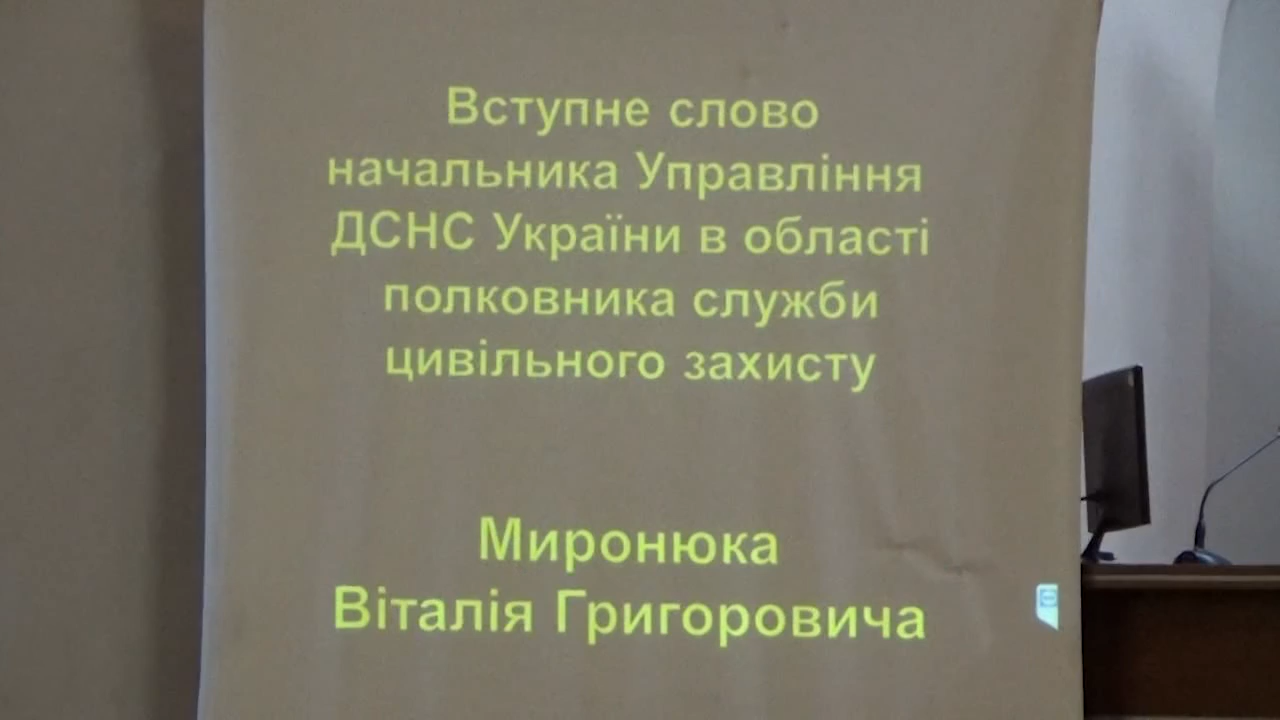 Вступне слово
начальника Управління
ДСНС України в області
полковника служби
цивільного захисту
Миронюка
Віталія Григоровича